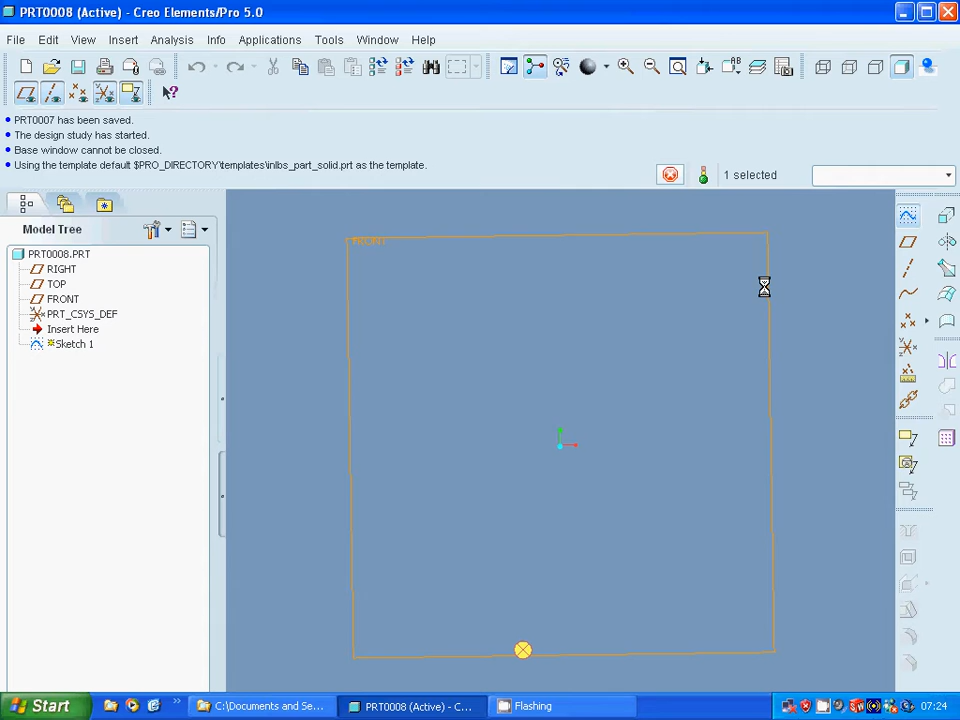 PRT0008 (Active) - Creo Elements/Pro 5.0
File Edit View Insert Analysis Info Applications Tools Window Help
PRT0007 has been saved.
The design study has started.
Base window cannot be closed.
Using the template default $PRO_DIRECTORY\templates\inlbs_part_solid.prt as the template.
1 selected
Model Tree
PRT0008.PRT
RIGHT
TOP
FRONT
PRT_CSYS_DEF
Insert Here
Sketch 1
FRONT
Start
C:\Documents and Se...
PRT0008 (Active) - C...
Flashing
07:24